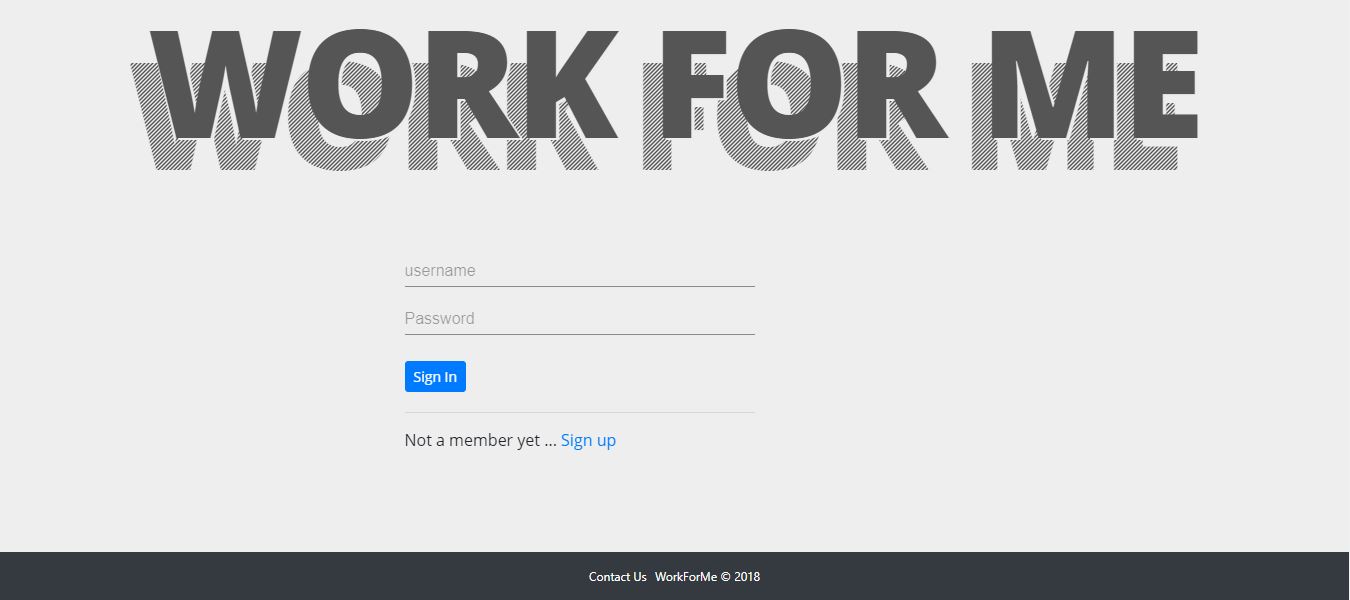 WORK FOR ME
username
Password
Sign In
Not a member yet ... Sign up
Contact Us WorkForMe © 2018